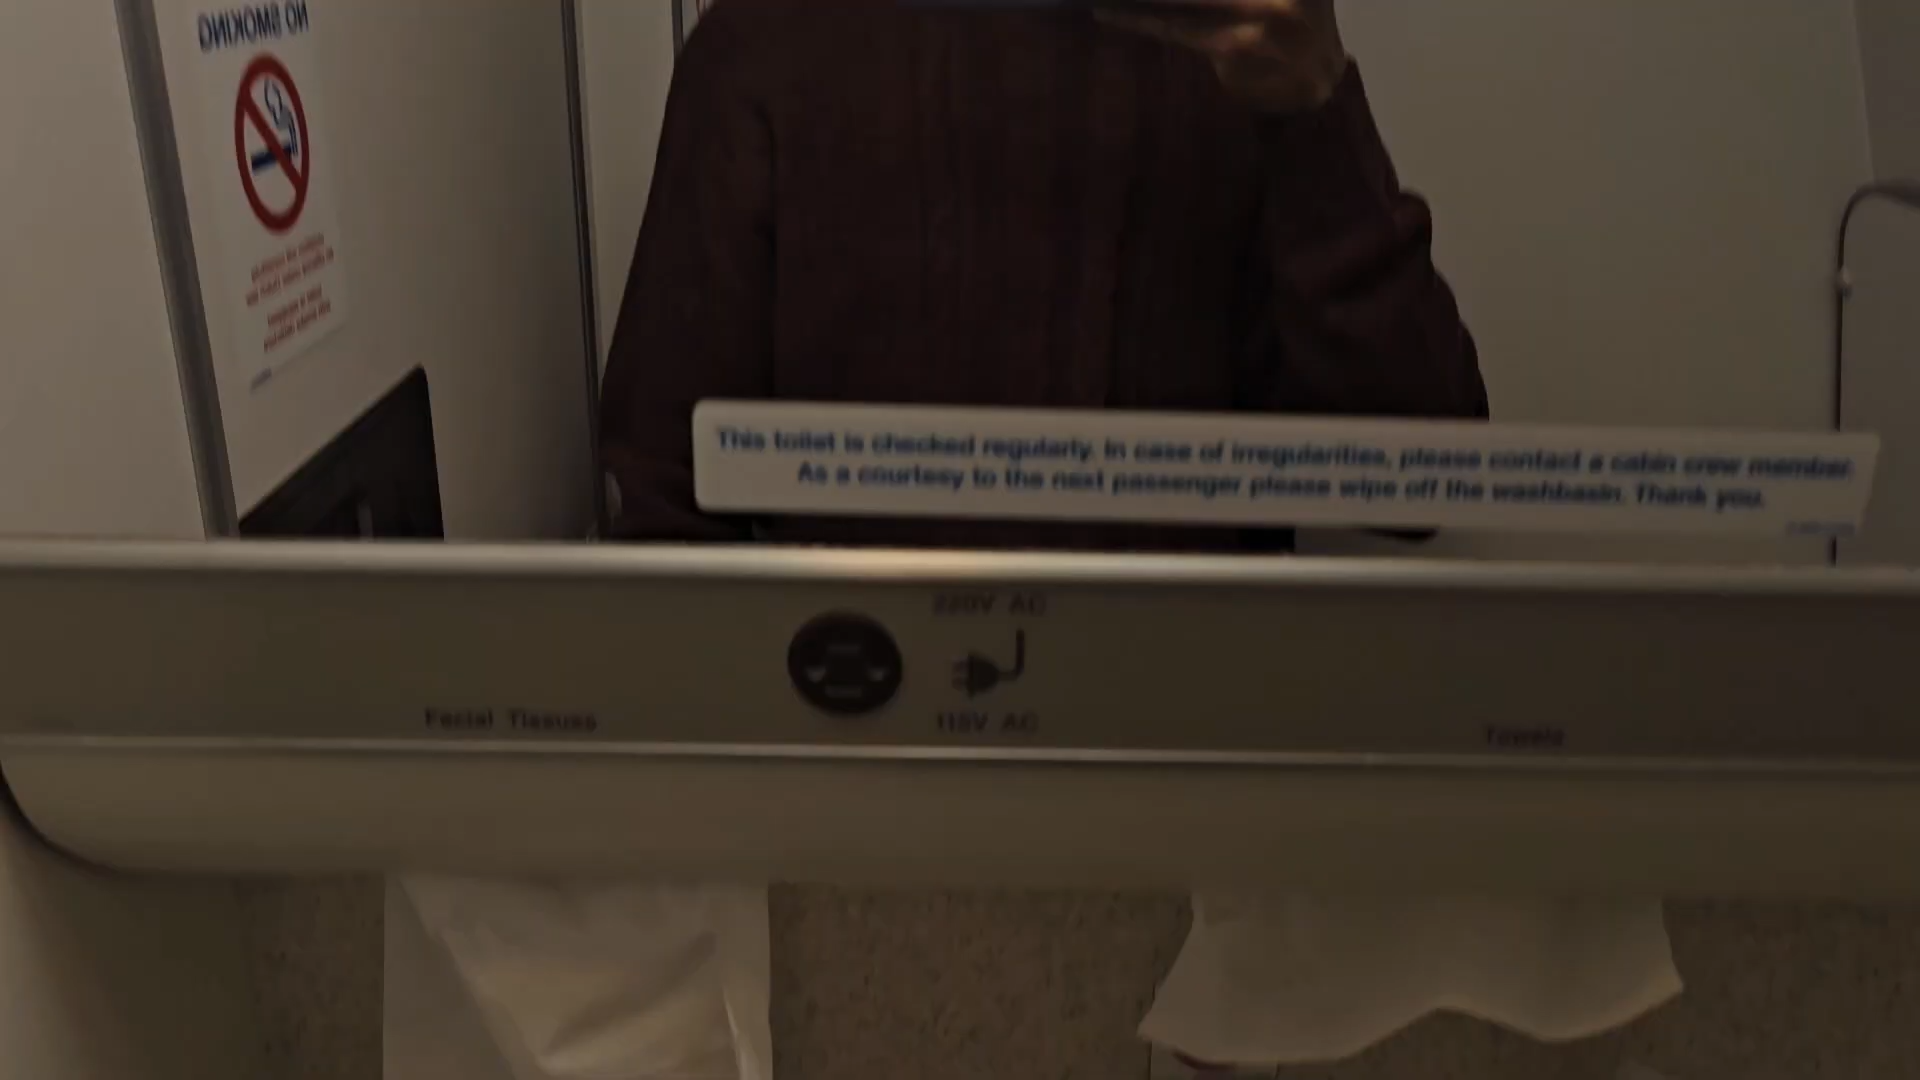 NO SMOKING
This toilet is checked regularly. In case of irregularities, please contact a cabin crew member.
As a courtesy to the next passenger please wipe off the washbasin. Thank you.
220V AC
115V AC
Facial Tissues
Towels